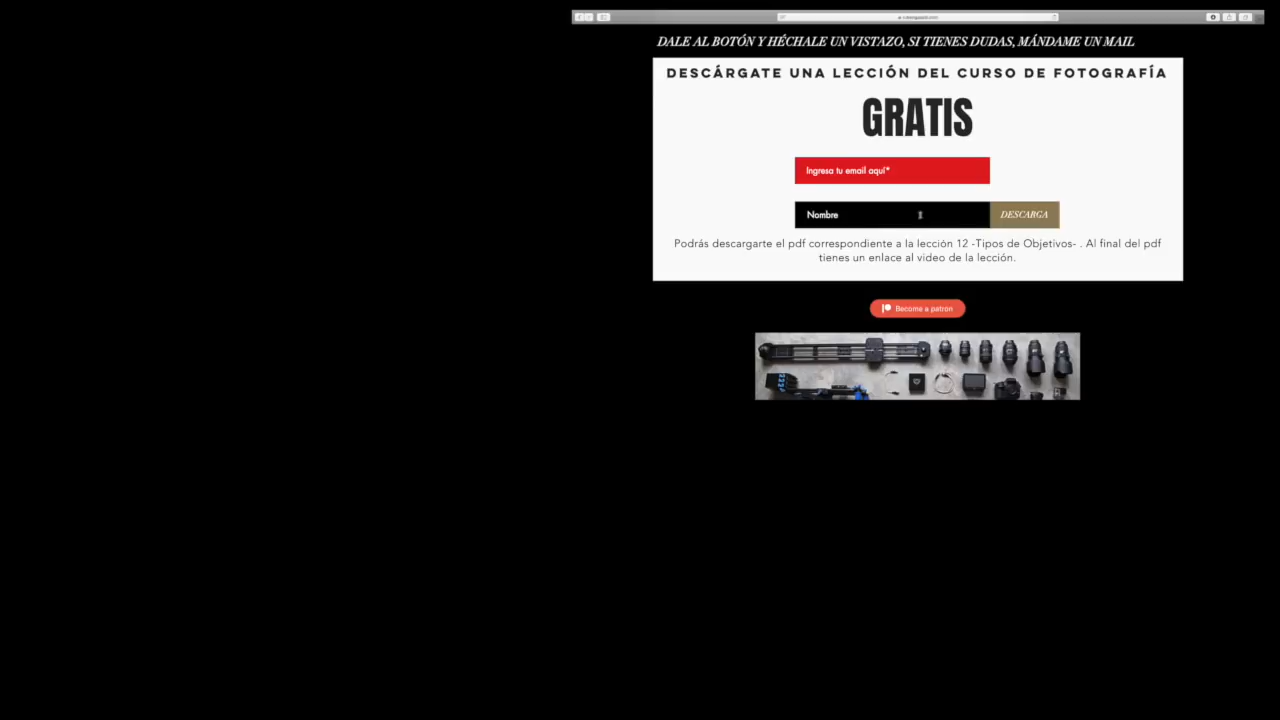 DALE AL BOTÓN Y HÉCHALE UN VISTAZO, SI TIENES DUDAS, MÁNDAME UN MAIL
DESCÁRGATE UNA LECCIÓN DEL CURSO DE FOTOGRAFÍA
GRATIS
Ingresa tu email aquí*
Nombre
DESCARGA
Podrás descargarte el pdf correspondiente a la lección 12 -Tipos de Objetivos- . Al final del pdf
tienes un enlace al video de la lección.
Become a patron